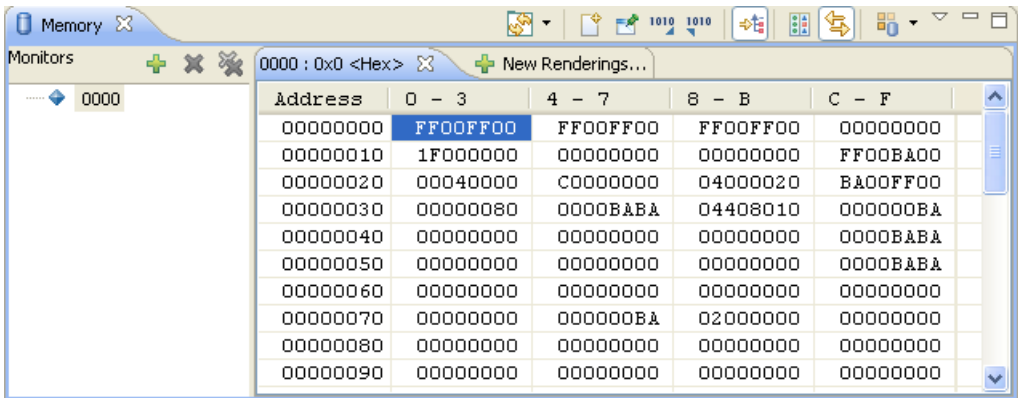 Memory
1010 1010
Monitors
0000 : 0x0 <Hex>
New Renderings...
0000
Address 0 - 3 4 - 7 8 - B C - F
00000000 FF00FF00 FF00FF00 FF00FF00 00000000
00000010 1F000000 00000000 00000000 FF00BA00
00000020 00040000 C0000000 04000020 BA00FF00
00000030 00000080 0000BABA 04408010 000000BA
00000040 00000000 00000000 00000000 0000BABA
00000050 00000000 00000000 00000000 0000BABA
00000060 00000000 00000000 00000000 00000000
00000070 00000000 000000BA 02000000 00000000
00000080 00000000 00000000 00000000 00000000
00000090 00000000 00000000 00000000 00000000